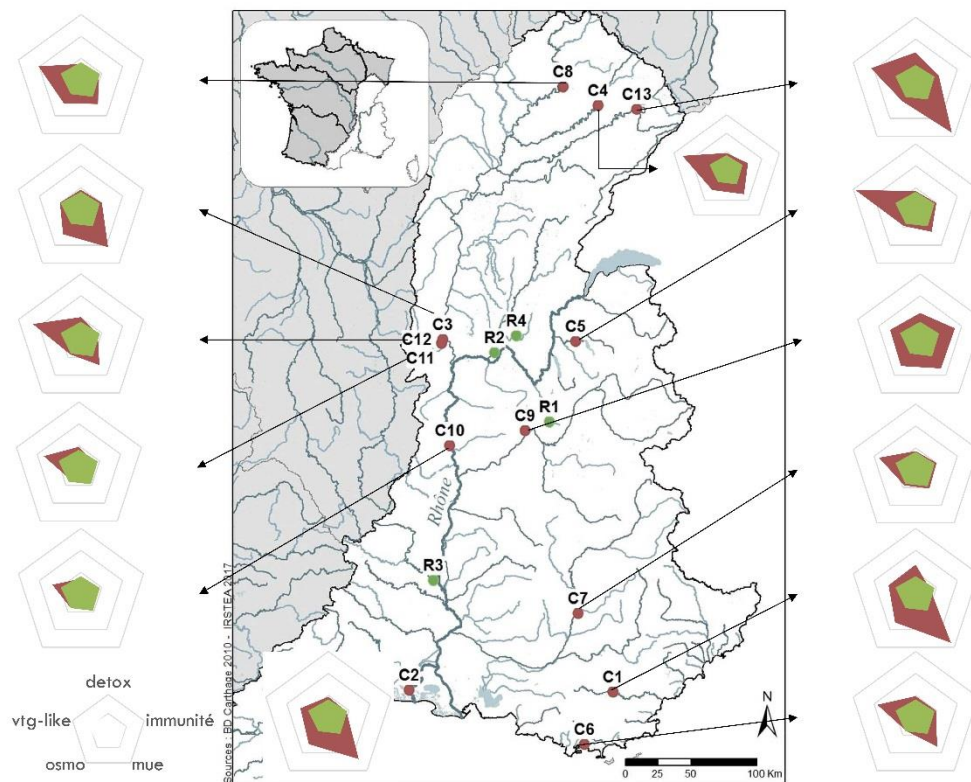 C8
C4
C13
C3
C12
C11
R4
R2
C5
C9
R1
C10
Rhône
R3
C7
C2
C1
C6
N
0 25 50 100 Km
Sources : BD Carthage 2010 - IRSTEA 2017
detox
vtg-like
immunité
osmo
mue